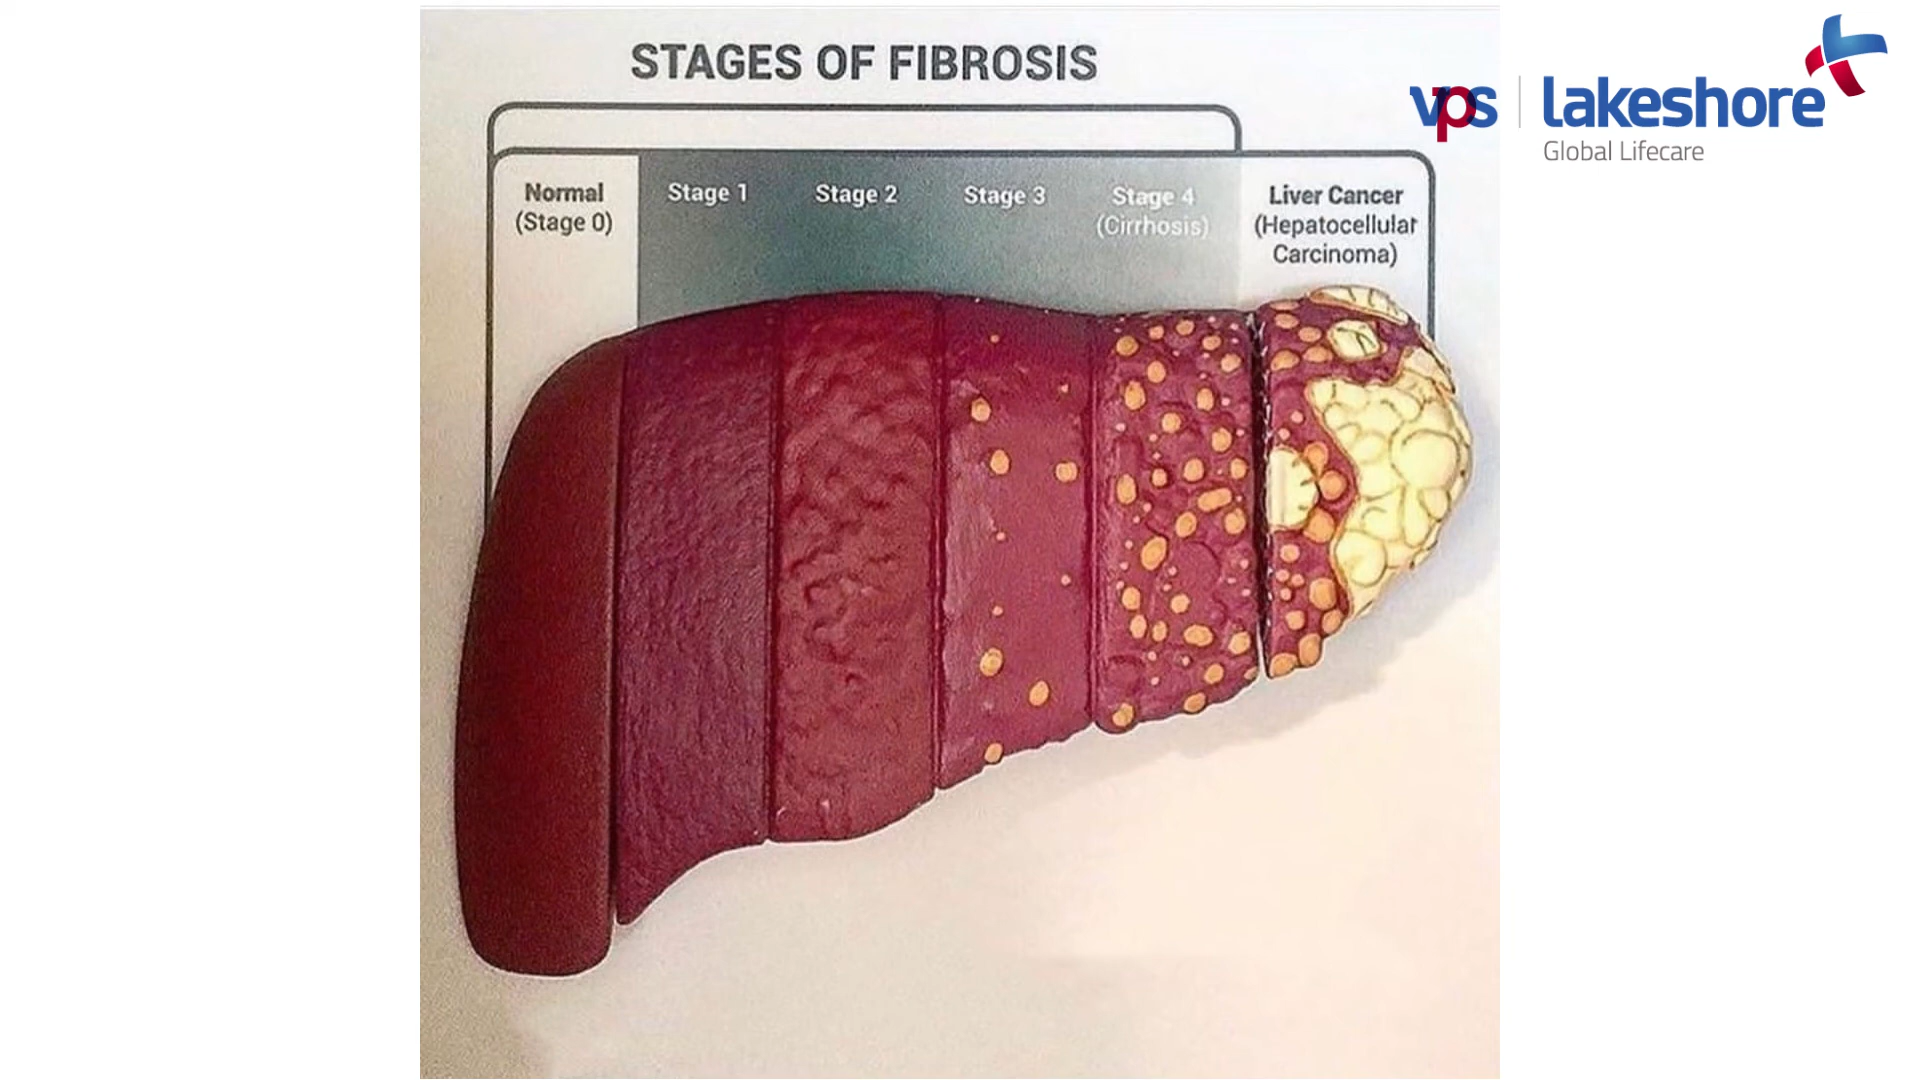 STAGES OF FIBROSIS
vps lakeshore
Global Lifecare
Normal
(Stage 0)
Stage 1
Stage 2
Stage 3
Stage 4
(Cirrhosis)
Liver Cancer
(Hepatocellular
Carcinoma)